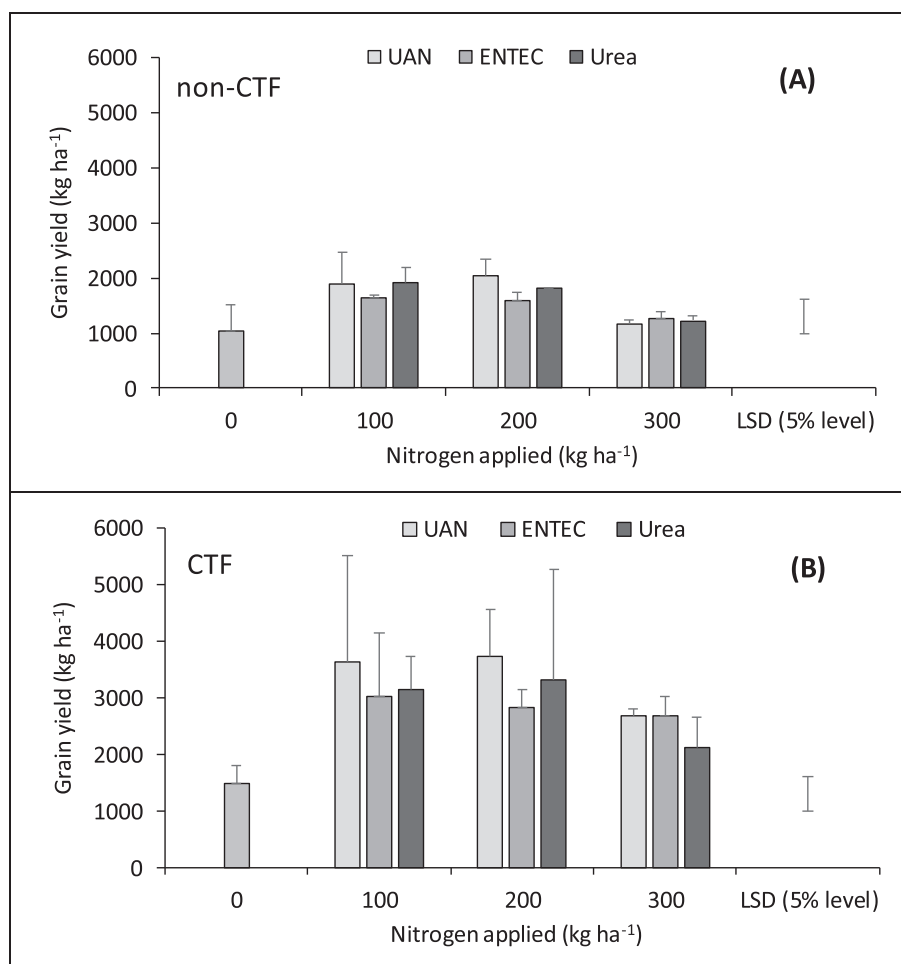 UAN ENTEC Urea
(A)
non-CTF
6000
5000
4000
3000
2000
1000
0
Grain yield (kg ha⁻¹)
0 100 200 300 LSD (5% level)
Nitrogen applied (kg ha⁻¹)
UAN ENTEC Urea
(B)
CTF
6000
5000
4000
3000
2000
1000
0
Grain yield (kg ha⁻¹)
0 100 200 300 LSD (5% level)
Nitrogen applied (kg ha⁻¹)